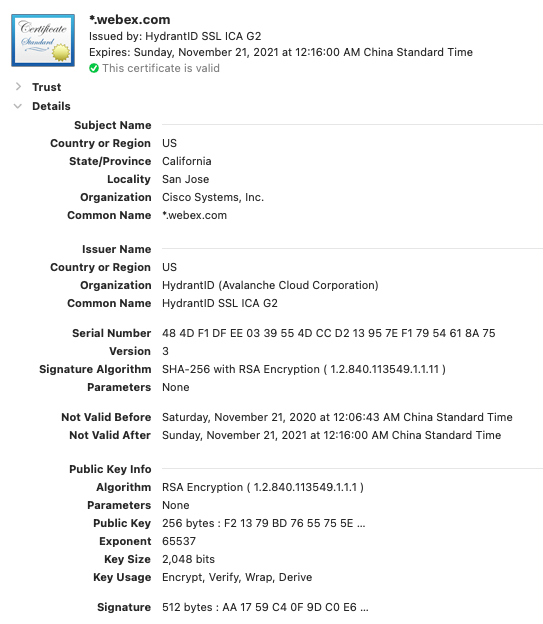 Certificate
Standard
*.webex.com
Issued by: HydrantID SSL ICA G2
Expires: Sunday, November 21, 2021 at 12:16:00 AM China Standard Time
This certificate is valid
Trust
Details
Subject Name
Country or Region US
State/Province California
Locality San Jose
Organization Cisco Systems, Inc.
Common Name *.webex.com
Issuer Name
Country or Region US
Organization HydrantID (Avalanche Cloud Corporation)
Common Name HydrantID SSL ICA G2
Serial Number 48 4D F1 DF EE 03 39 55 4D CC D2 13 95 7E F1 79 54 61 8A 75
Version 3
Signature Algorithm SHA-256 with RSA Encryption ( 1.2.840.113549.1.1.11 )
Parameters None
Not Valid Before Saturday, November 21, 2020 at 12:06:43 AM China Standard Time
Not Valid After Sunday, November 21, 2021 at 12:16:00 AM China Standard Time
Public Key Info
Algorithm RSA Encryption ( 1.2.840.113549.1.1.1 )
Parameters None
Public Key 256 bytes : F2 13 79 BD 76 55 75 5E ...
Exponent 65537
Key Size 2,048 bits
Key Usage Encrypt, Verify, Wrap, Derive
Signature 512 bytes : AA 17 59 C4 0F 9D C0 E6 ...